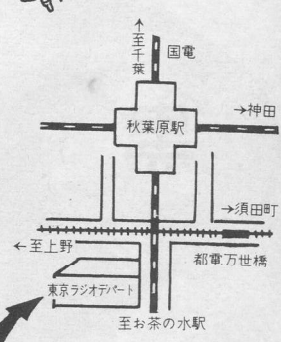 ↑至千葉
国電
→神田
秋葉原駅
→須田町
←至上野
都電万世橋
東京ラジオデパート
至お茶の水駅